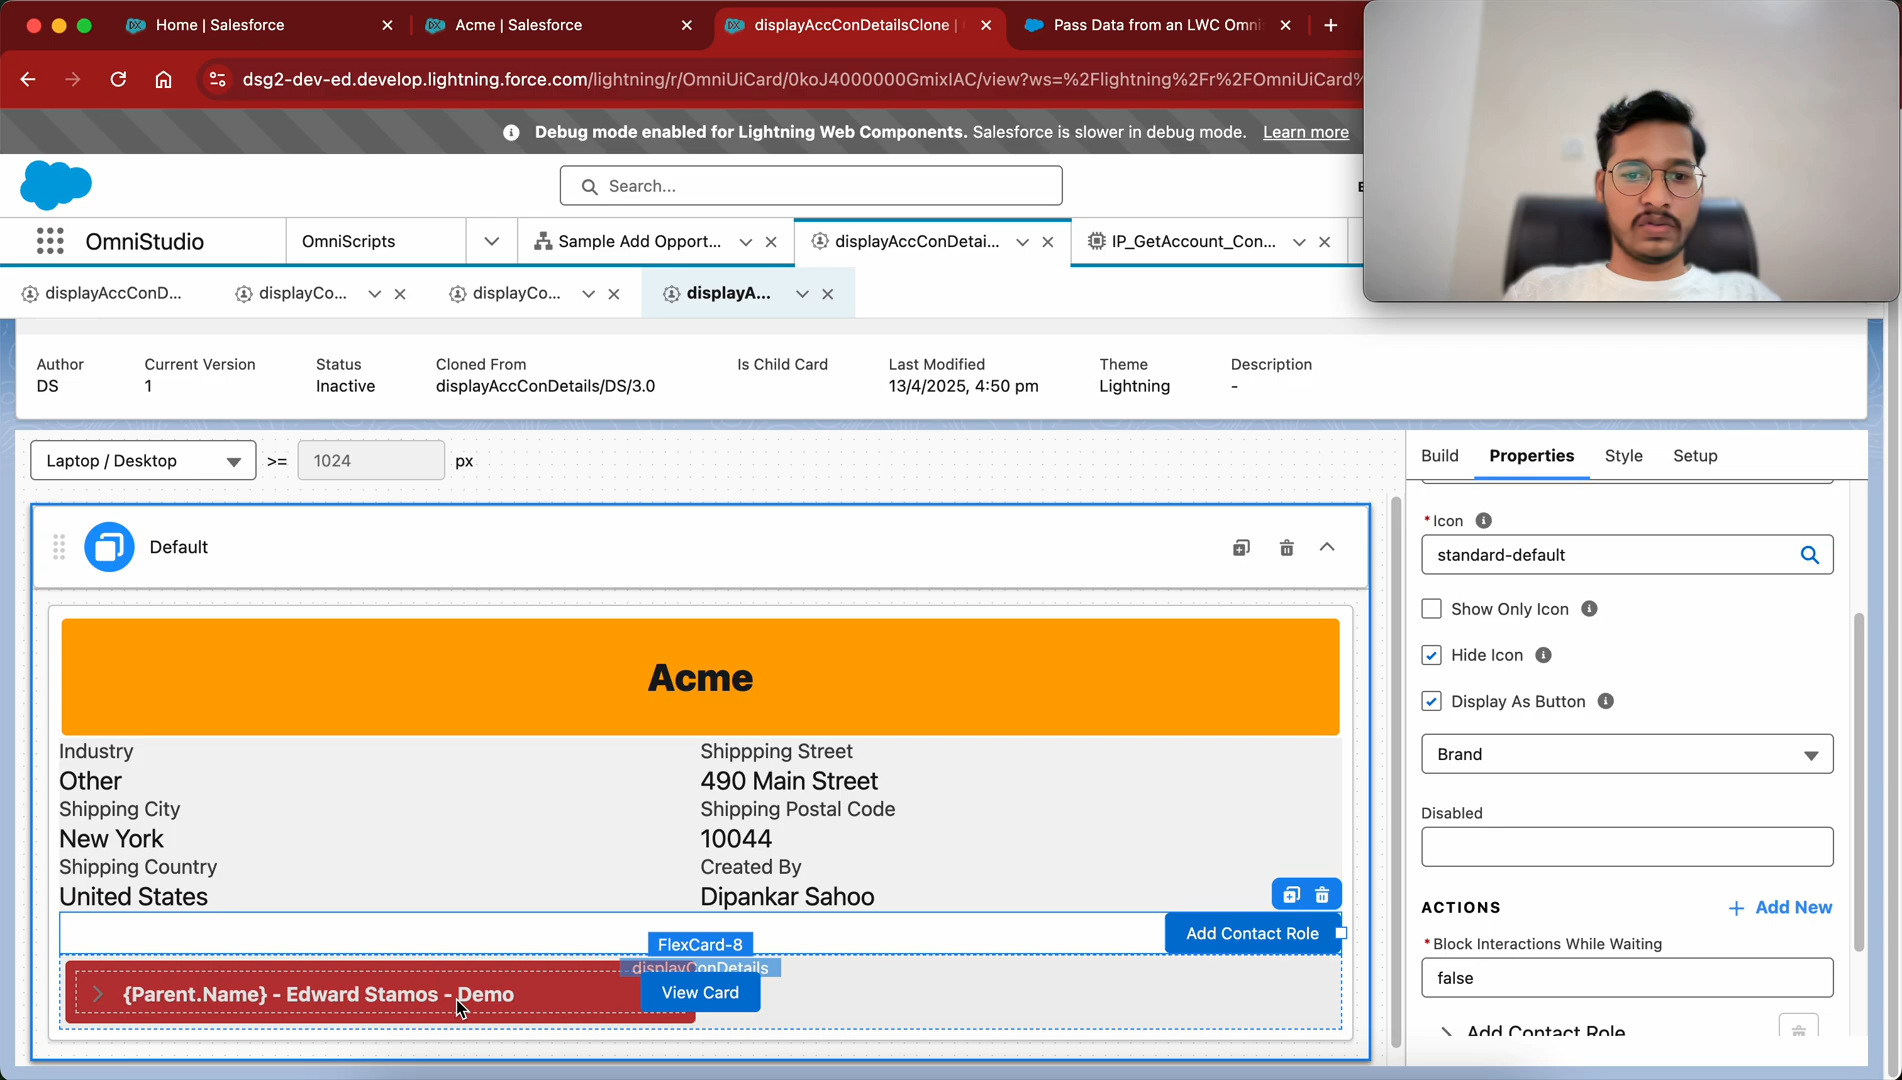 Home | Salesforce
Acme | Salesforce
displayAccConDetailsClone |
Pass Data from an LWC Omni
dsg2-dev-ed.develop.lightning.force.com/lightning/r/OmniUiCard/0koJ4000000GmixIAC/view?ws=%2Flightning%2Fr%2FOmniUiCard%
Debug mode enabled for Lightning Web Components. Salesforce is slower in debug mode. Learn more
Search...
E
OmniStudio
OmniScripts
Sample Add Opport...
displayAccConDetai...
IP_GetAccount_Con...
displayAccConD...
displayCo...
displayCo...
displayA...
Author
Current Version
Status
Cloned From
Is Child Card
Last Modified
Theme
Description
DS
1
Inactive
displayAccConDetails/DS/3.0
13/4/2025, 4:50 pm
Lightning
-
Laptop / Desktop
>=
1024
px
Default
Acme
Industry
Other
Shippping Street
490 Main Street
Shipping City
New York
Shipping Postal Code
10044
Shipping Country
United States
Created By
Dipankar Sahoo
Add Contact Role
FlexCard-8
displayConDetails
{Parent.Name} - Edward Stamos - Demo
View Card
Build
Properties
Style
Setup
* Icon
standard-default
Show Only Icon
Hide Icon
Display As Button
Brand
Disabled
ACTIONS
+ Add New
* Block Interactions While Waiting
false
Add Contact Role